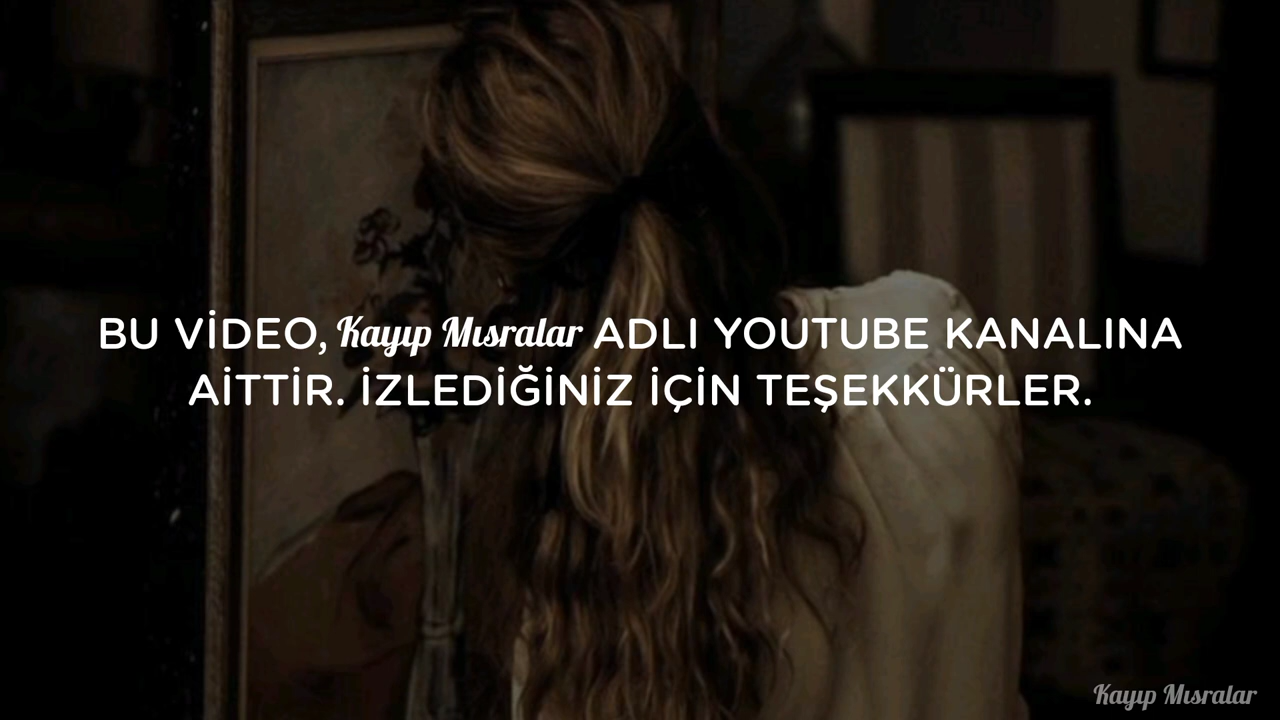 BU VİDEO, Kayıp Mısralar ADLI YOUTUBE KANALINA
AİTTİR. İZLEDİĞİNİZ İÇİN TEŞEKKÜRLER.
Kayıp Mısralar